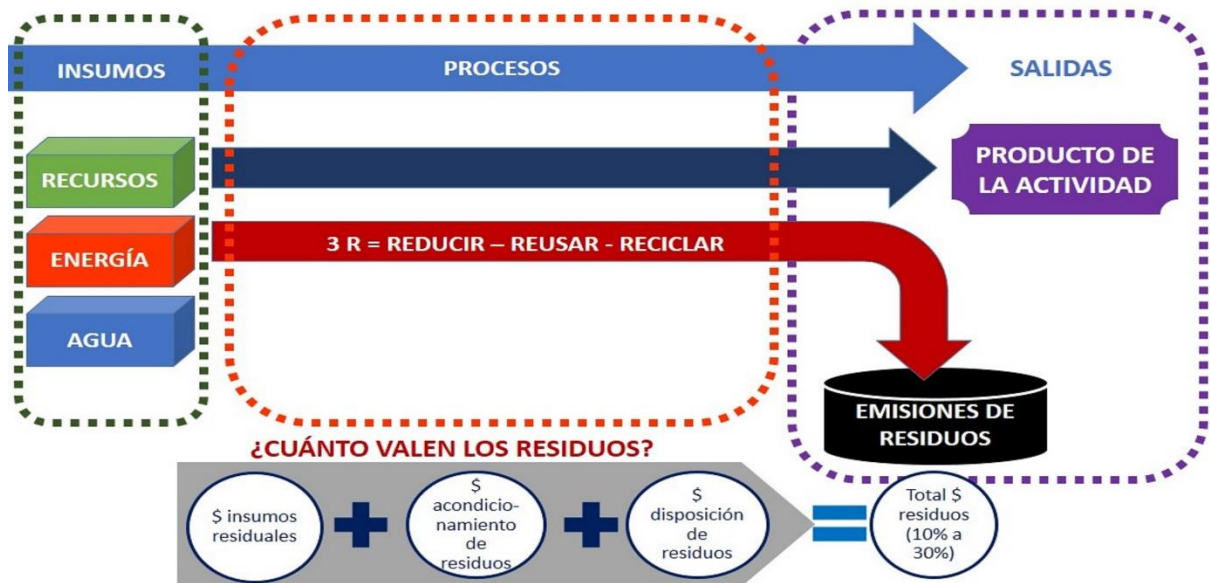 INSUMOS
PROCESOS
SALIDAS
RECURSOS
PRODUCTO DE
LA ACTIVIDAD
ENERGÍA
3 R = REDUCIR – REUSAR - RECICLAR
AGUA
EMISIONES DE
RESIDUOS
¿CUÁNTO VALEN LOS RESIDUOS?
$ insumos
residuales
$
acondicio-
namiento
de
residuos
$
disposición
de
residuos
Total $
residuos
(10% a
30%)